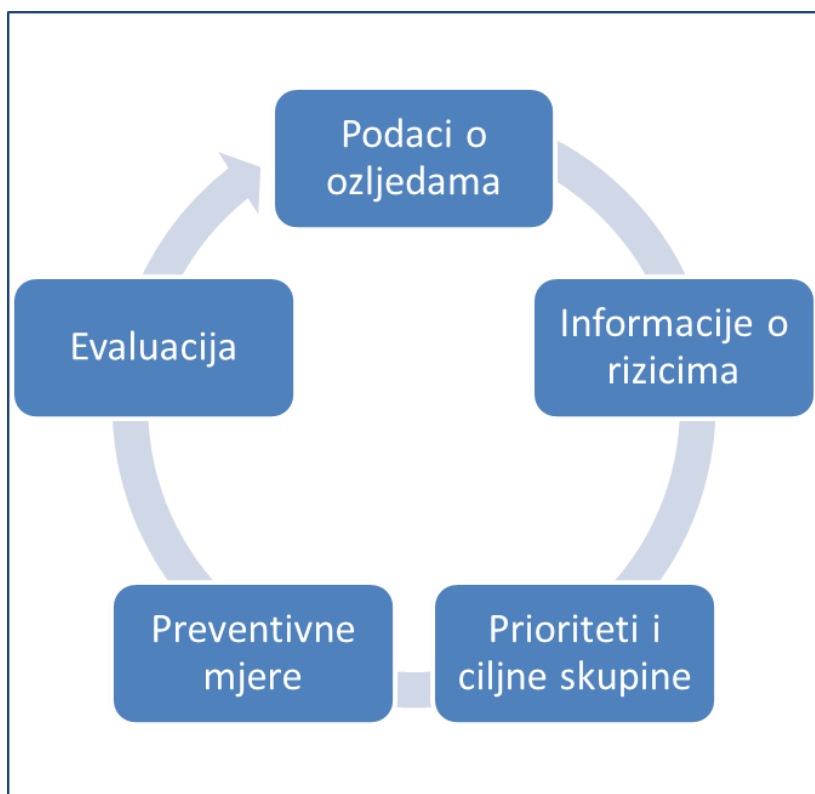 Podaci o
ozljedama
Informacije o
rizicima
Prioriteti i
ciljne skupine
Preventivne
mjere
Evaluacija